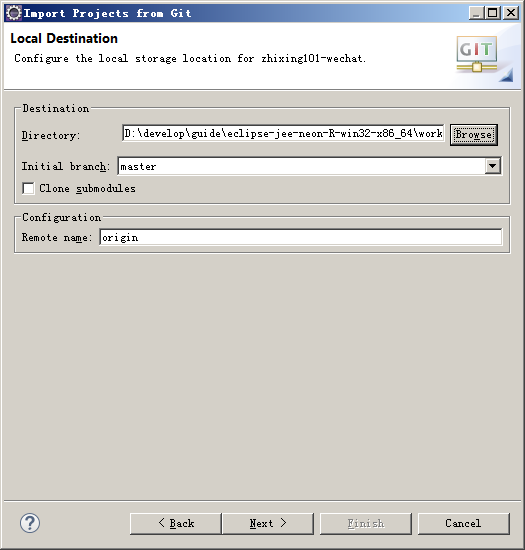 Import Projects from Git
Local Destination
Configure the local storage location for zhixing101-wechat.
GIT
Destination
Directory: D:\develop\guide\eclipse-jee-neon-R-win32-x86_64\work Browse
Initial branch: master
Clone submodules
Configuration
Remote name: origin
? < Back Next > Finish Cancel